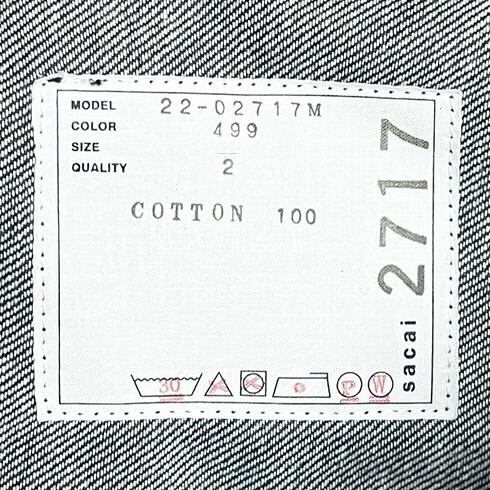 MODEL 22-02717M
COLOR 499
SIZE
QUALITY 2
COTTON 100
30 P W
sacai 2717